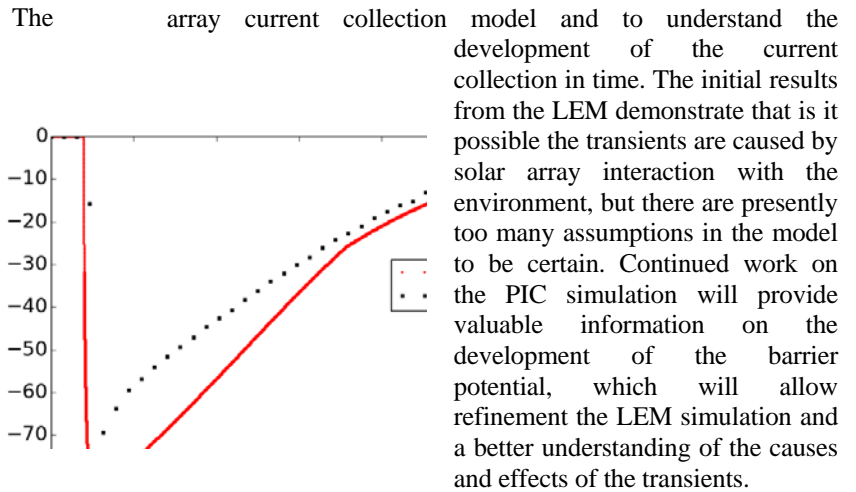 The array current collection model and to understand the
development of the current
collection in time. The initial results
from the LEM demonstrate that is it
possible the transients are caused by
solar array interaction with the
environment, but there are presently
too many assumptions in the model
to be certain. Continued work on
the PIC simulation will provide
valuable information on the
development of the barrier
potential, which will allow
refinement the LEM simulation and
a better understanding of the causes
and effects of the transients.
0
−10
−20
−30
−40
−50
−60
−70